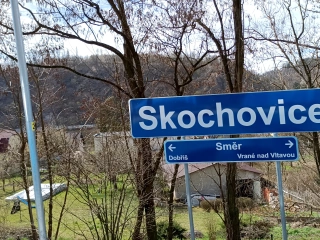 Skochovice
← Směr →
Dobříš Vrané nad Vltavou